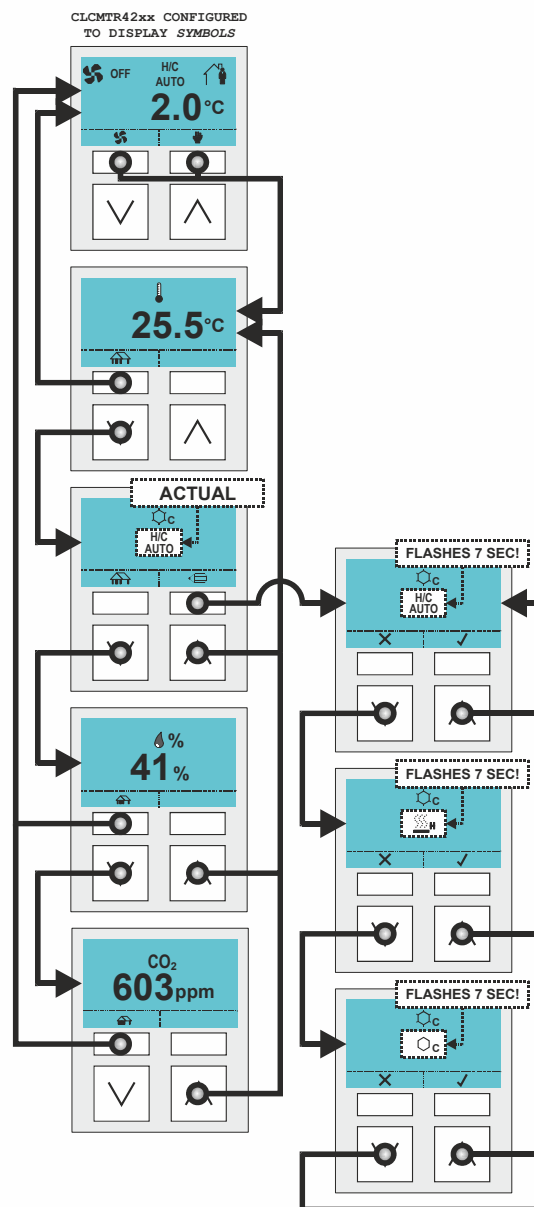 CLCMTR42xx CONFIGURED
TO DISPLAY SYMBOLS
OFF
H/C
AUTO
2.0°C
25.5°C
ACTUAL
C
H/C
AUTO
41%
%
CO₂
603ppm
FLASHES 7 SEC!
C
H/C
AUTO
FLASHES 7 SEC!
C
H
FLASHES 7 SEC!
C
C